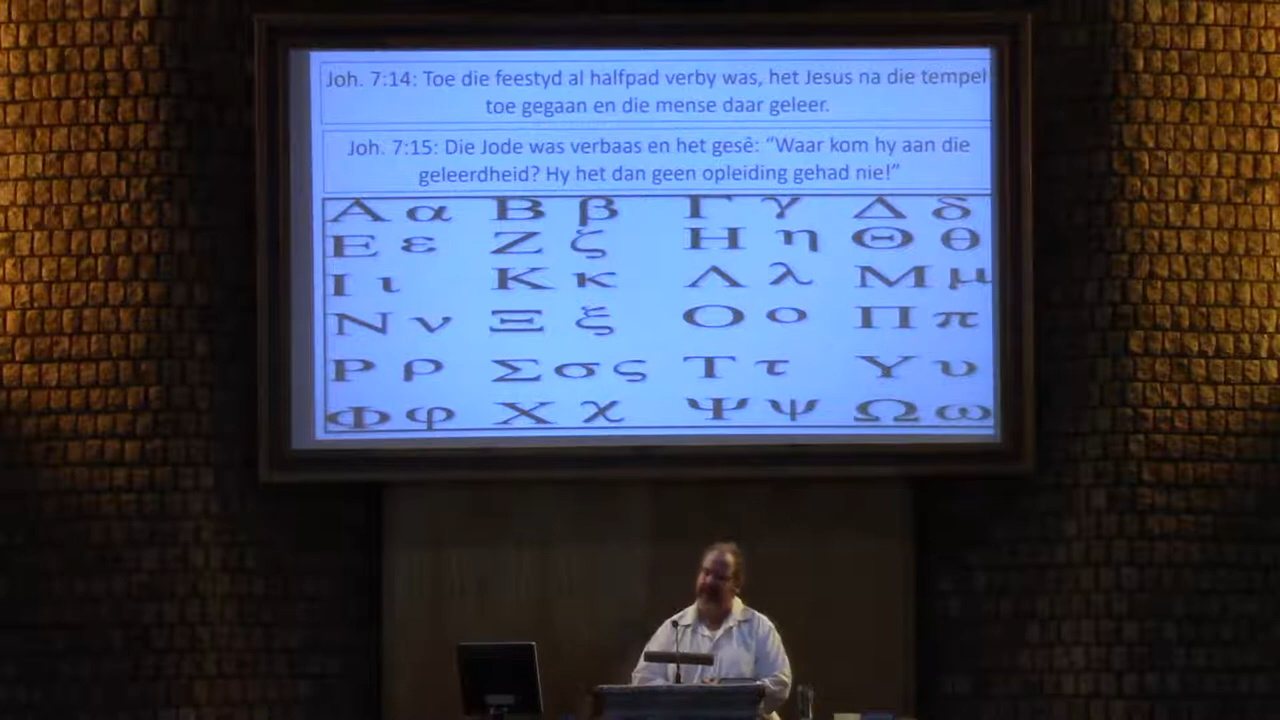 Joh. 7:14: Toe die feestyd al halfpad verby was, het Jesus na die tempel
toe gegaan en die mense daar geleer.
Joh. 7:15: Die Jode was verbaas en het gesê: “Waar kom hy aan die
geleerdheid? Hy het dan geen opleiding gehad nie!”
Α α Β β Γ γ Δ δ
Ε ε Ζ ζ Η η Θ θ
Ι ι Κ κ Λ λ Μ μ
Ν ν Ξ ξ Ο ο Π π
Ρ ρ Σ σ ς Τ τ Υ υ
Φ φ Χ χ Ψ ψ Ω ω